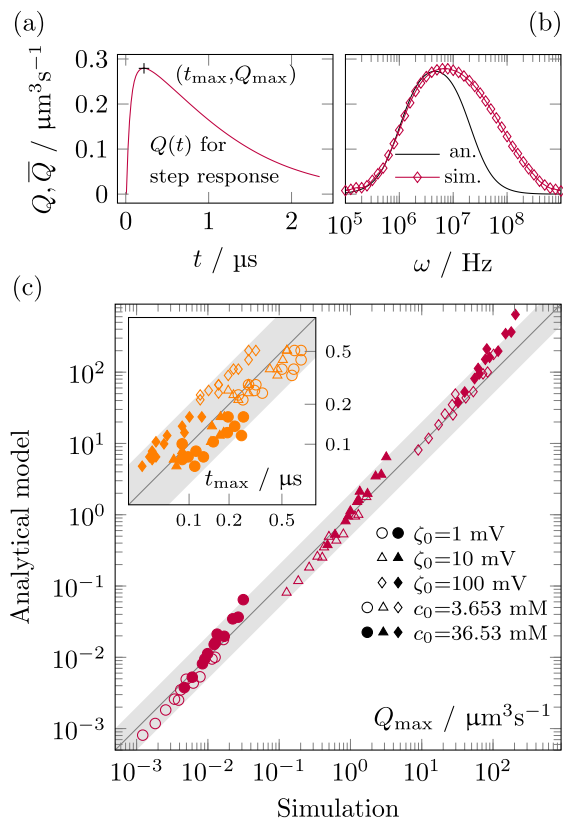 (a)
(b)
Q, Q̅ / µm³s⁻¹
0.3
0.2
0.1
0
(t_max,Q_max)
Q(t) for
step response
0 1 2
t / µs
an.
sim.
10⁵ 10⁶ 10⁷ 10⁸
ω / Hz
(c)
Analytical model
10²
10¹
10⁰
10⁻¹
10⁻²
10⁻³
0.5
0.2
0.1
t_max / µs
0.1 0.2 0.5
ζ₀=1 mV
ζ₀=10 mV
ζ₀=100 mV
c₀=3.653 mM
c₀=36.53 mM
Q_max / µm³s⁻¹
10⁻³ 10⁻² 10⁻¹ 10⁰ 10¹ 10²
Simulation